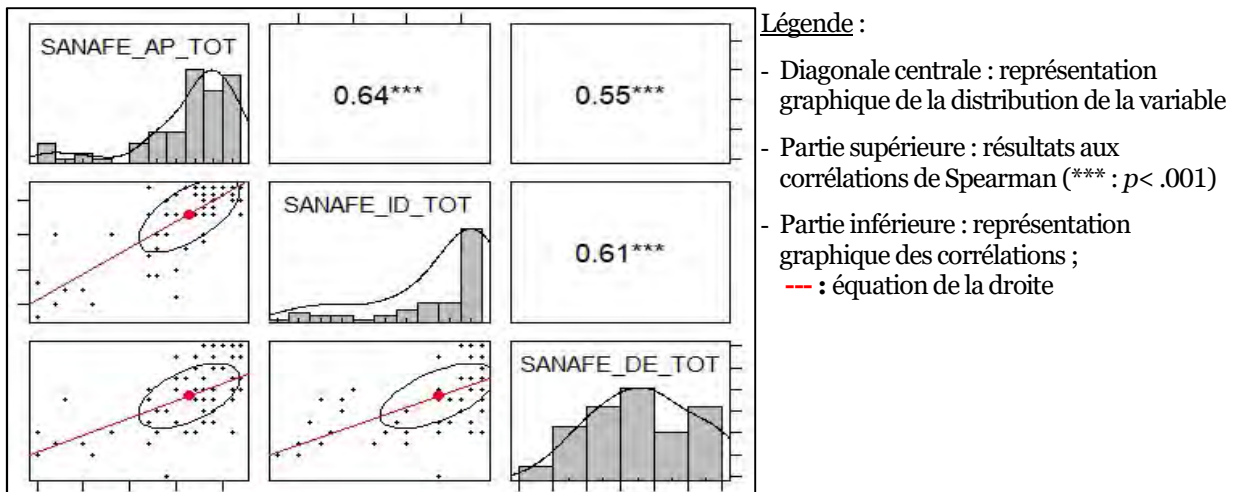 SANAFE_AP_TOT
0.64***
0.55***
SANAFE_ID_TOT
0.61***
SANAFE_DE_TOT
Légende :
- Diagonale centrale : représentation
graphique de la distribution de la variable
- Partie supérieure : résultats aux
corrélations de Spearman (*** : p< .001)
- Partie inférieure : représentation
graphique des corrélations ;
--- : équation de la droite